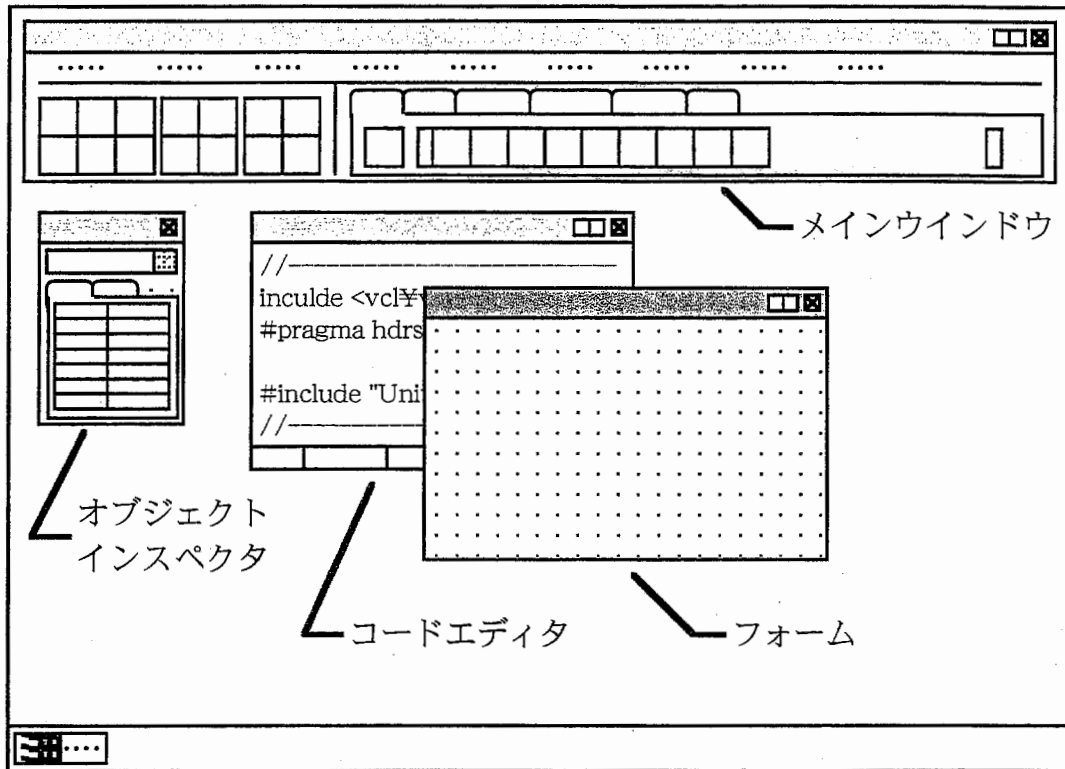 メインウインドウ
//
inculde <vcl¥
#pragma hdrs
#include "Uni
//
オブジェクト
インスペクタ
コードエディタ
フォーム